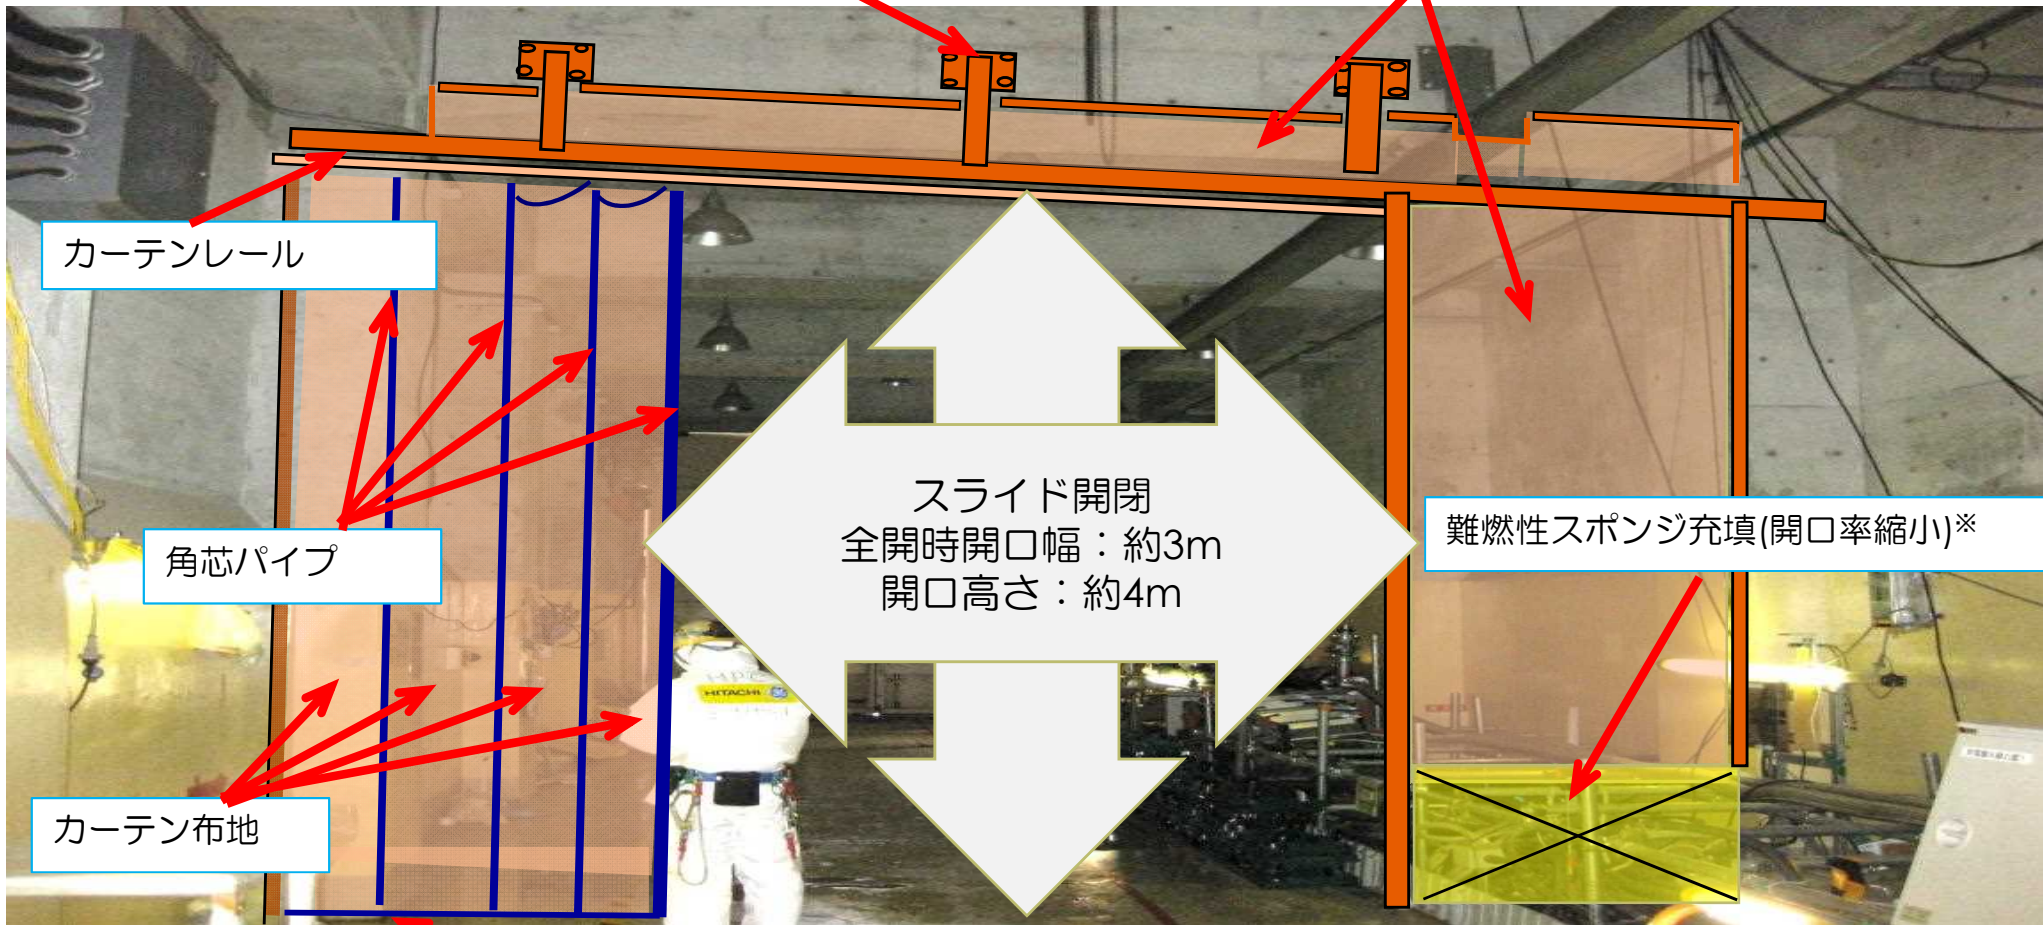 カーテンレール
スライド開閉
全開時開口幅：約3m
開口高さ：約4m
難燃性スポンジ充填(開口率縮小)※
角芯パイプ
HITACHI
カーテン布地